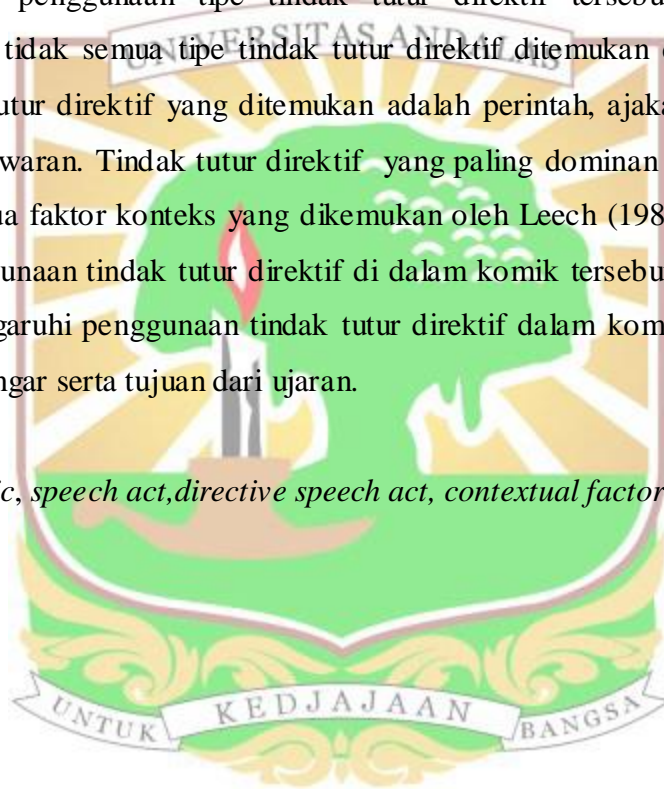 penggunaan tipe tindak tutur direktif tersebu
UNIVERSITAS ANDALAS
tidak semua tipe tindak tutur direktif ditemukan
utur direktif yang ditemukan adalah perintah, ajaka
waran. Tindak tutur direktif yang paling dominan
ua faktor konteks yang dikemukan oleh Leech (198
unaan tindak tutur direktif di dalam komik tersebu
garuhi penggunaan tindak tutur direktif dalam kom
ngar serta tujuan dari ujaran.
ic, speech act,directive speech act, contextual factor
UNTUK KEDJAJAAN BANGSA